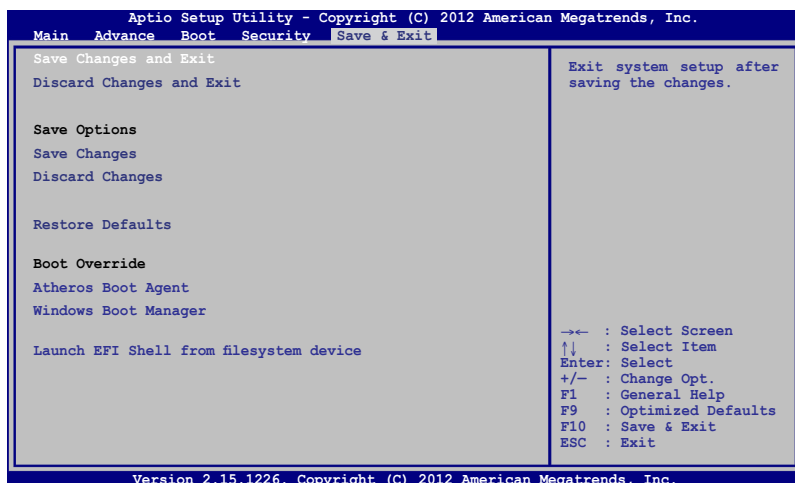 Aptio Setup Utility - Copyright (C) 2012 American Megatrends, Inc.
Main Advance Boot Security Save & Exit
Save Changes and Exit
Discard Changes and Exit
Save Options
Save Changes
Discard Changes
Restore Defaults
Boot Override
Atheros Boot Agent
Windows Boot Manager
Launch EFI Shell from filesystem device
Exit system setup after
saving the changes.
→← : Select Screen
↑↓ : Select Item
Enter: Select
+/— : Change Opt.
F1 : General Help
F9 : Optimized Defaults
F10 : Save & Exit
ESC : Exit
Version 2.15.1226. Copyright (C) 2012 American Megatrends, Inc.